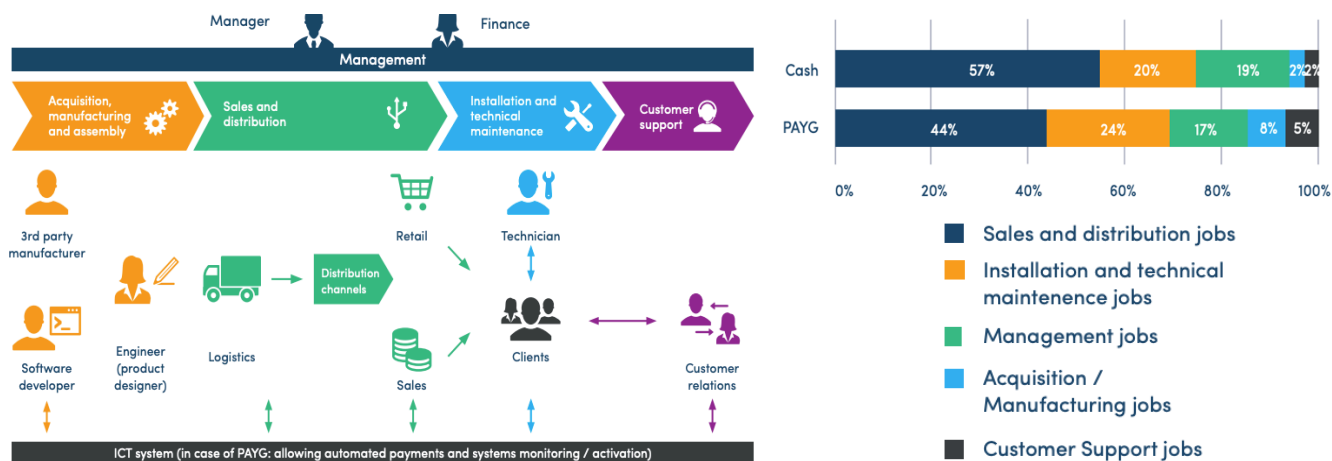 Manager
Finance
Management
Acquisition,
manufacturing
and assembly
Sales and
distribution
Installation and
technical
maintenance
Customer
support
3rd party
manufacturer
Software
developer
Engineer
(product
designer)
Logistics
Distribution
channels
Retail
Sales
Technician
Clients
Customer
relations
ICT system (in case of PAYG: allowing automated payments and systems monitoring / activation)
Cash
57%
20%
19%
2%
2%
PAYG
44%
24%
17%
8%
5%
0%
20%
40%
60%
80%
100%
Sales and distribution jobs
Installation and technical
maintenence jobs
Management jobs
Acquisition /
Manufacturing jobs
Customer Support jobs